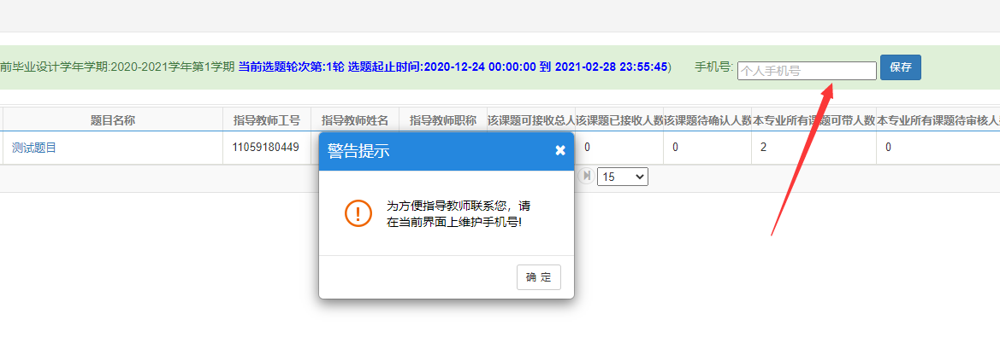 前毕业设计学年学期:2020-2021学年第1学期 当前选题轮次第:1轮 选题起止时间:2020-12-24 00:00:00 到 2021-02-28 23:55:45) 手机号: 个人手机号 保存
题目名称 指导教师工号 指导教师姓名 指导教师职称 该课题可接收总人 该课题已接收人数 该课题待确认人数 本专业所有课题可带人数 本专业所有课题待审核人
测试题目 11059180449 0 0 2 0
警告提示
15
为方便指导教师联系您，请
在当前界面上维护手机号!
确 定